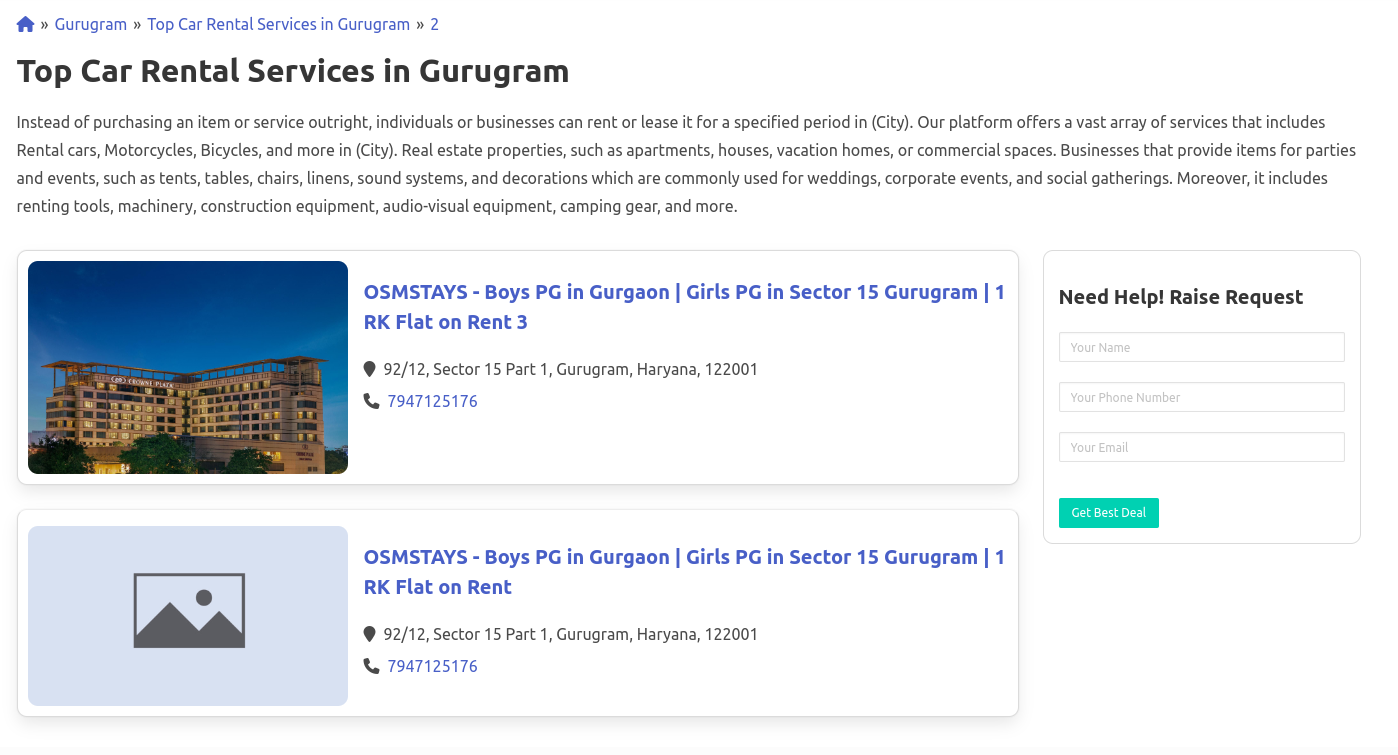 » Gurugram » Top Car Rental Services in Gurugram » 2
Top Car Rental Services in Gurugram
Instead of purchasing an item or service outright, individuals or businesses can rent or lease it for a specified period in (City). Our platform offers a vast array of services that includes
Rental cars, Motorcycles, Bicycles, and more in (City). Real estate properties, such as apartments, houses, vacation homes, or commercial spaces. Businesses that provide items for parties
and events, such as tents, tables, chairs, linens, sound systems, and decorations which are commonly used for weddings, corporate events, and social gatherings. Moreover, it includes
renting tools, machinery, construction equipment, audio-visual equipment, camping gear, and more.
CROWNE PLAZA
OSMSTAYS - Boys PG in Gurgaon | Girls PG in Sector 15 Gurugram | 1
RK Flat on Rent 3
92/12, Sector 15 Part 1, Gurugram, Haryana, 122001
7947125176
OSMSTAYS - Boys PG in Gurgaon | Girls PG in Sector 15 Gurugram | 1
RK Flat on Rent
92/12, Sector 15 Part 1, Gurugram, Haryana, 122001
7947125176
Need Help! Raise Request
Your Name
Your Phone Number
Your Email
Get Best Deal